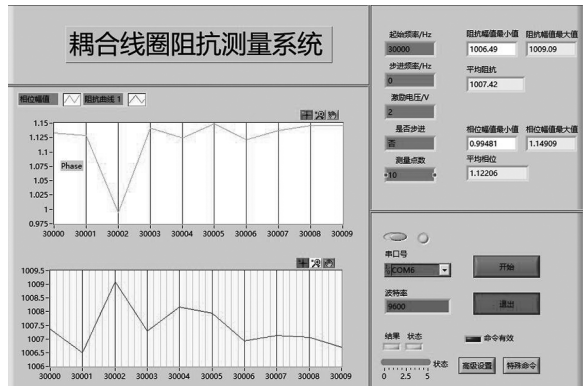 耦合线圈阻抗测量系统
相位幅值 阻抗曲线 1
1.15
1.125
1.1
1.075
1.05
1.025
1
0.975
Phase
30000 30001 30002 30003 30004 30005 30006 30007 30008 30009
1009.5
1009
1008.5
1008
1007.5
1007
1006.5
1006
30000 30001 30002 30003 30004 30005 30006 30007 30008 30009
起始频率/Hz
30000
步进频率/Hz
0
激励电压/V
2
是否步进
否
测量点数
10
阻抗幅值最小值 阻抗幅值最大值
1006.49 1009.09
平均阻抗
1007.42
相位幅值最小值 相位幅值最大值
0.99481 1.14909
平均相位
1.12206
串口号
COM6
开始
波特率
9600
退出
结果 状态
命令有效
状态
0 2.5 5
高级设置 特殊命令